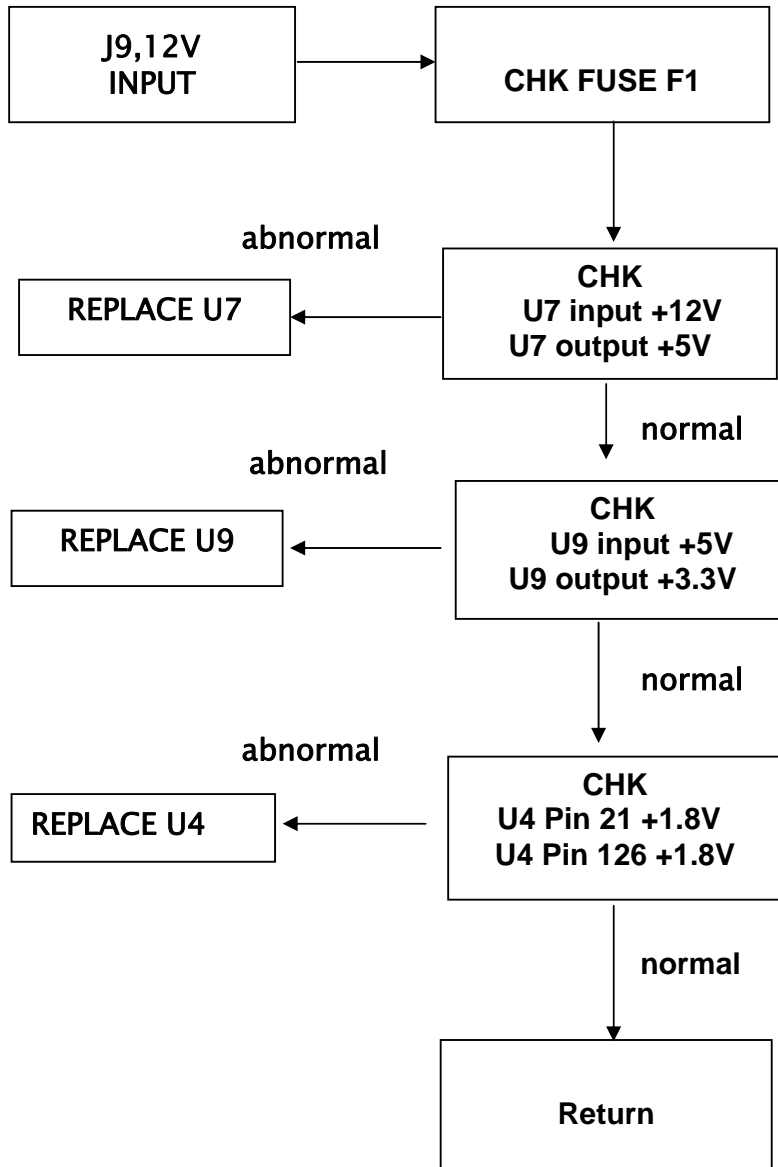 J9,12V
INPUT
CHK FUSE F1
abnormal
CHK
U7 input +12V
U7 output +5V
REPLACE U7
normal
abnormal
CHK
U9 input +5V
U9 output +3.3V
REPLACE U9
normal
abnormal
CHK
U4 Pin 21 +1.8V
U4 Pin 126 +1.8V
REPLACE U4
normal
Return